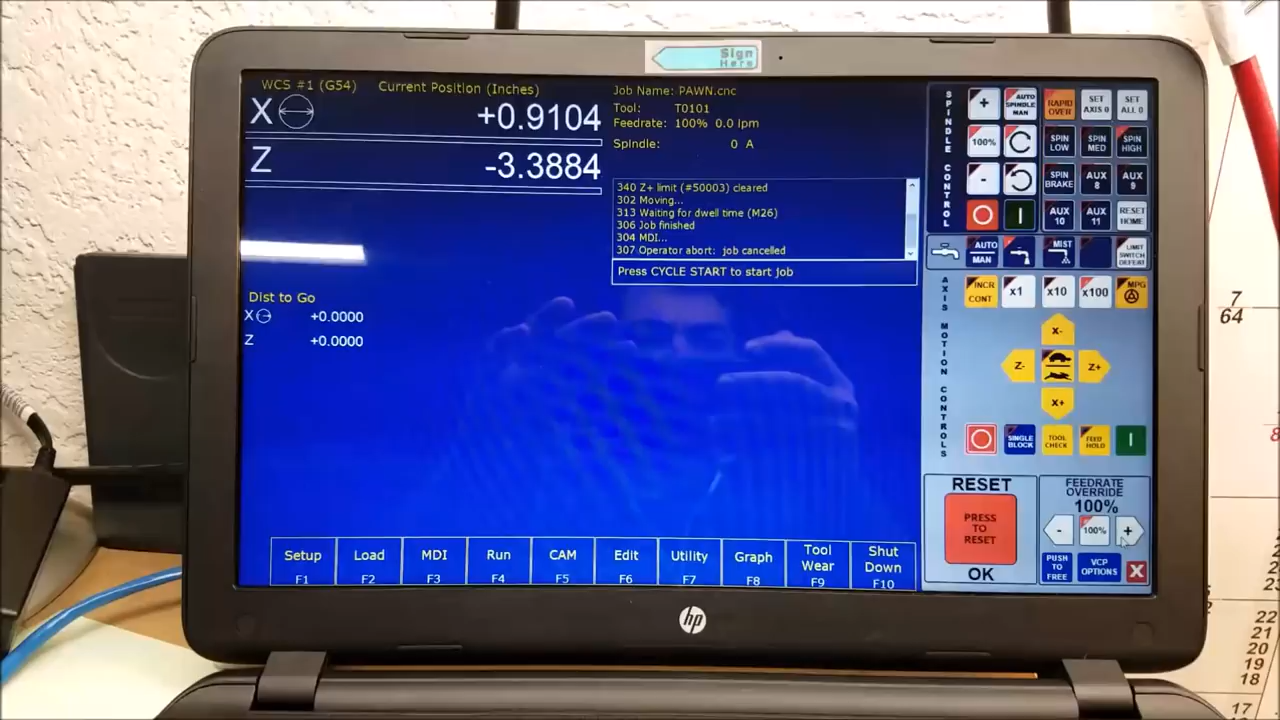 Sign
Here
WCS #1 (G54)
Current Position (Inches)
X
+0.9104
Z
-3.3884
Job Name: PAWN.cnc
Tool: T0101
Feedrate: 100% 0.0 ipm
Spindle: 0 A
340 Z+ limit (#50003) cleared
302 Moving...
313 Waiting for dwell time (M26)
306 Job finished
304 MDI...
307 Operator abort: job cancelled
Press CYCLE START to start job
Dist to Go
X +0.0000
Z +0.0000
Setup
F1
Load
F2
MDI
F3
Run
F4
CAM
F5
Edit
F6
Utility
F7
Graph
F8
Tool
Wear
F9
Shut
Down
F10
SPINDLE CONTROL
+
AUTO
SPINDLE
MAN
RAPID
OVER
SET
AXIS 0
SET
ALL 0
100%
SPIN
LOW
SPIN
MED
SPIN
HIGH
-
SPIN
BRAKE
AUX
8
AUX
9
AUX
10
AUX
11
RESET
HOME
AUTO
MAN
MIST
LIMIT
SWITCH
DEFEAT
AXIS MOTION CONTROLS
INCR
CONT
x1
x10
x100
MPG
X-
Z-
Z+
X+
SINGLE
BLOCK
TOOL
CHECK
FEED
HOLD
RESET
PRESS
TO
RESET
OK
FEEDRATE
OVERRIDE
100%
-
100%
+
PUSH
TO
FREE
VCP
OPTIONS
X
hp
7
64
22
21
20
19
18
17